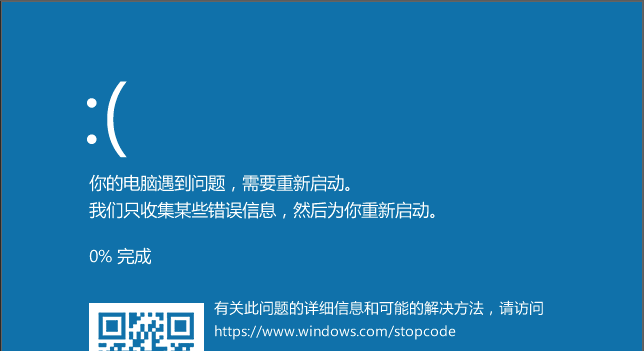 :(
你的电脑遇到问题，需要重新启动。
我们只收集某些错误信息，然后为你重新启动。
0% 完成
有关此问题的详细信息和可能的解决方法，请访问
https://www.windows.com/stopcode